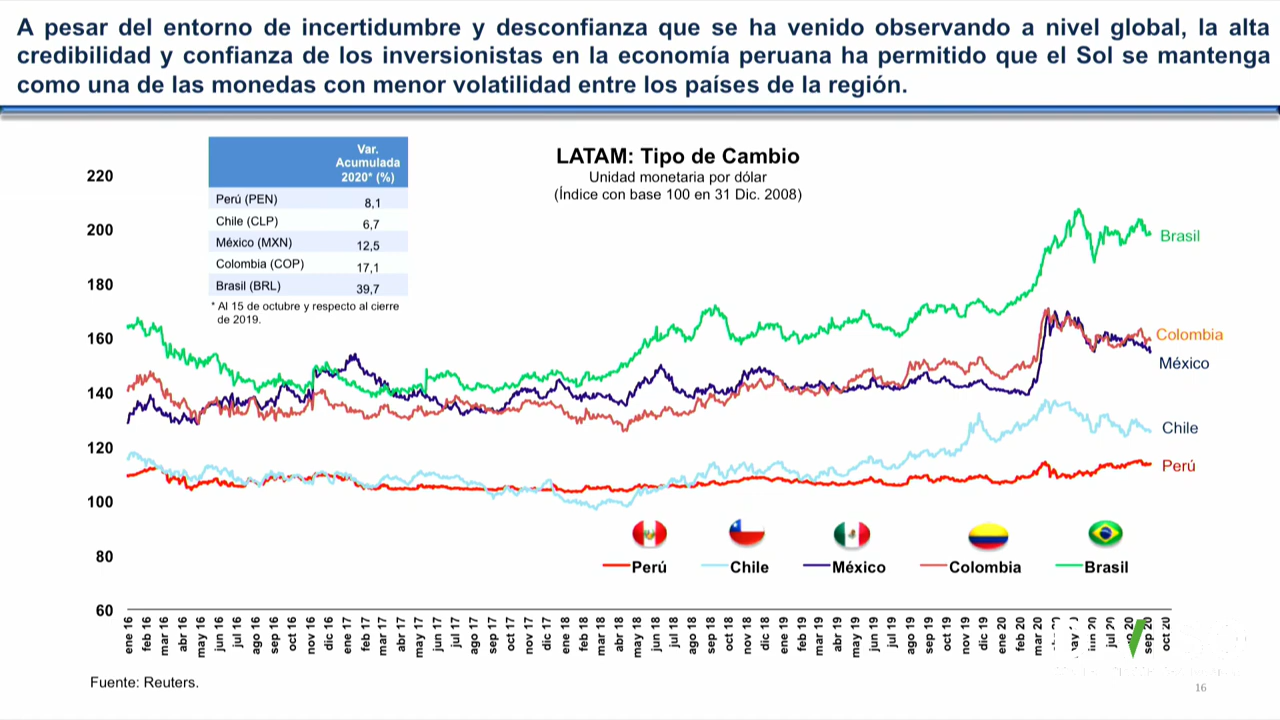 A pesar del entorno de incertidumbre y desconfianza que se ha venido observando a nivel global, la alta
credibilidad y confianza de los inversionistas en la economía peruana ha permitido que el Sol se mantenga
como una de las monedas con menor volatilidad entre los países de la región.
Var.
Acumulada
2020* (%)
Perú (PEN) 8,1
Chile (CLP) 6,7
México (MXN) 12,5
Colombia (COP) 17,1
Brasil (BRL) 39,7
* Al 15 de octubre y respecto al cierre
de 2019.
LATAM: Tipo de Cambio
Unidad monetaria por dólar
(Índice con base 100 en 31 Dic. 2008)
220
200
180
160
140
120
100
80
60
Brasil
Colombia
México
Chile
Perú
Perú Chile México Colombia Brasil
ene 16
feb 16
mar 16
abr 16
may 16
jun 16
jul 16
ago 16
sep 16
oct 16
nov 16
dic 16
ene 17
feb 17
mar 17
abr 17
may 17
jun 17
jul 17
ago 17
sep 17
oct 17
nov 17
dic 17
ene 18
feb 18
mar 18
abr 18
may 18
jun 18
jul 18
ago 18
sep 18
oct 18
nov 18
dic 18
ene 19
feb 19
mar 19
abr 19
may 19
jun 19
jul 19
ago 19
sep 19
oct 19
nov 19
dic 19
ene 20
feb 20
mar 20
jun 20
jul 20
sep 20
oct 20
Fuente: Reuters.
16